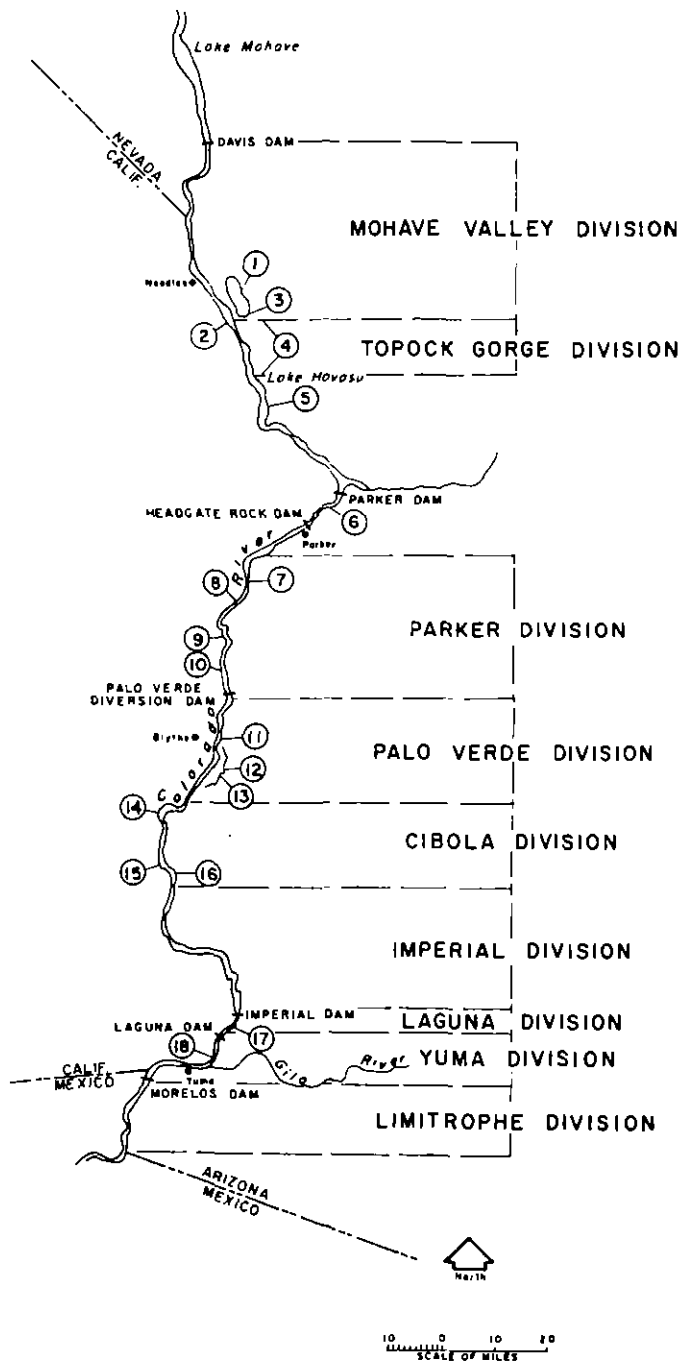 Lake Mohave
DAVIS DAM
NEVADA
CALIF.
MOHAVE VALLEY DIVISION
1
Needles
3
2
4
TOPOCK GORGE DIVISION
Lake Havasu
5
PARKER DAM
HEADGATE ROCK DAM
6
Parker
Colorado River
8
7
9
PARKER DIVISION
10
PALO VERDE
DIVERSION DAM
Blythe
11
PALO VERDE DIVISION
12
13
14
CIBOLA DIVISION
15
16
IMPERIAL DIVISION
IMPERIAL DAM
LAGUNA DIVISION
LAGUNA DAM
17
18
Gila River
YUMA DIVISION
CALIF.
MEXICO
Yuma
MORELOS DAM
LIMITROPHE DIVISION
ARIZONA
MEXICO
North
10 0 10 20
SCALE OF MILES